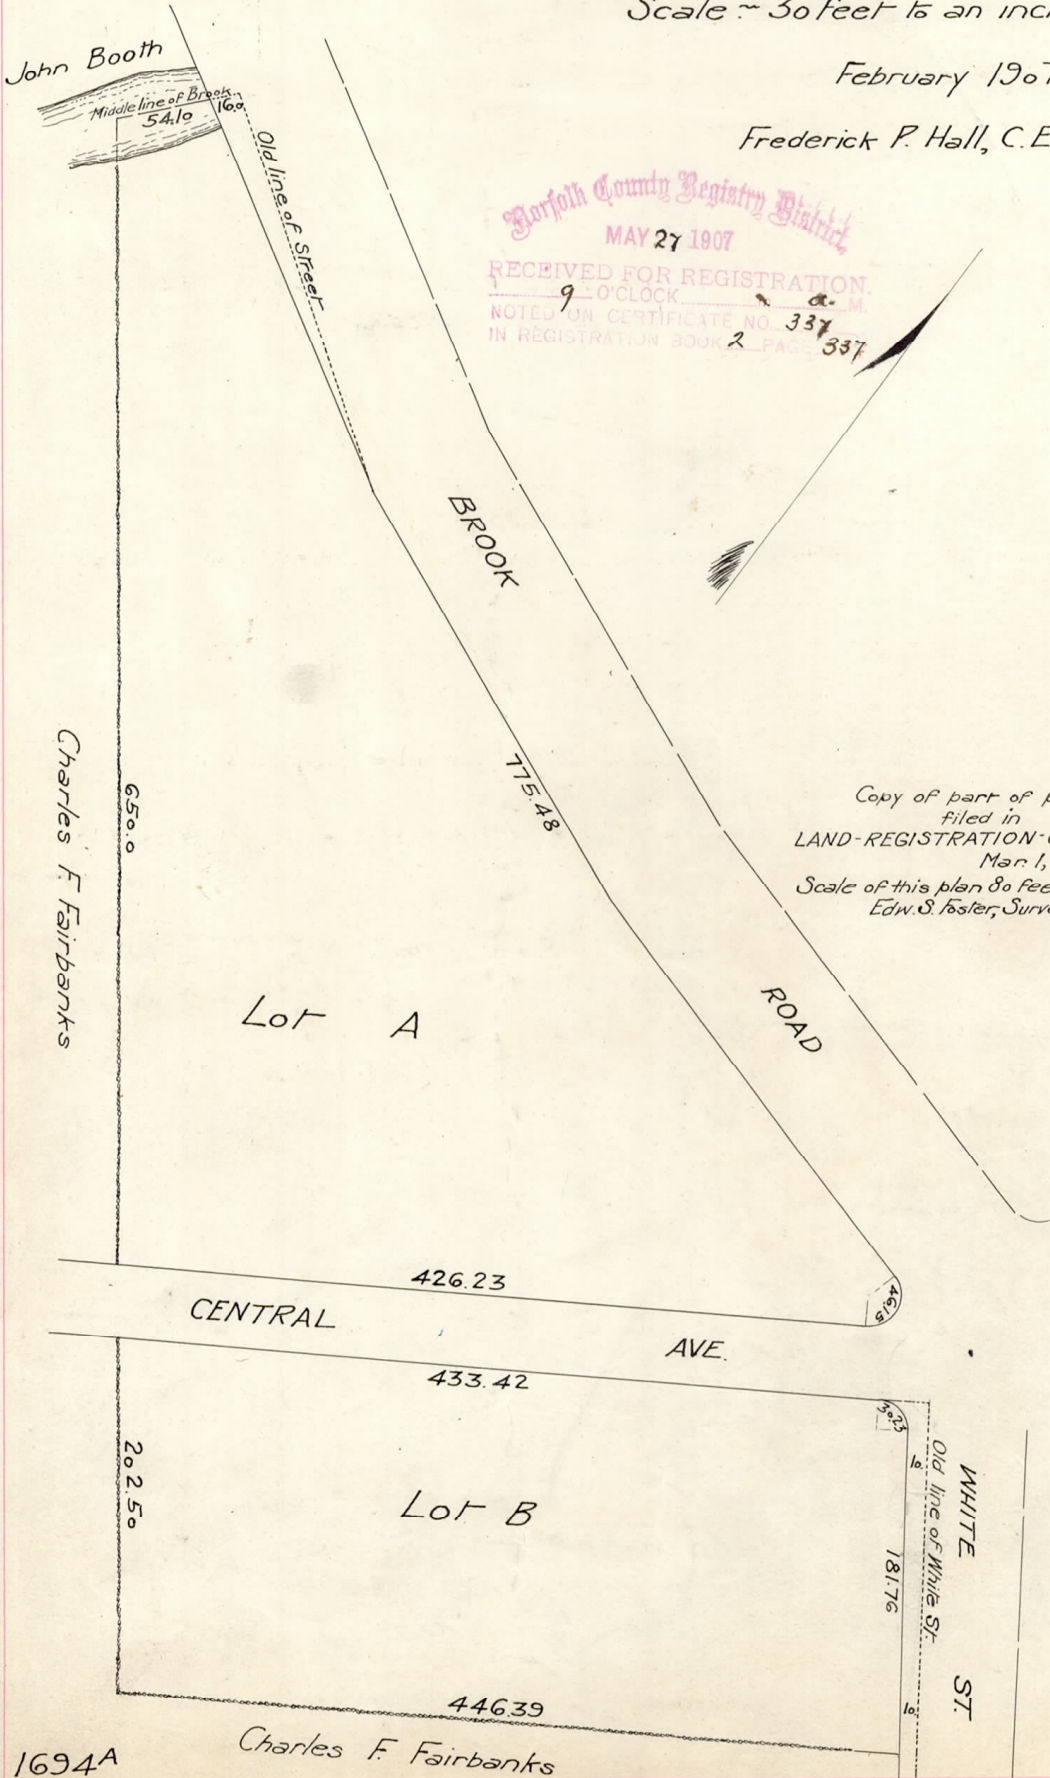 Scale ~ 30 feet to an inc
February 190
Frederick P. Hall, C.E
John Booth
Middle line of Brook
54.10
16.0
Old line of Street
Norfolk County Registry District
MAY 27 1907
RECEIVED FOR REGISTRATION.
9 O'CLOCK a. M.
NOTED ON CERTIFICATE NO. 337
IN REGISTRATION BOOK 2 PAGE 337
BROOK
775.48
650.0
Charles F. Fairbanks
Copy of part of p
filed in
LAND-REGISTRATION-
Mar. 1,
Scale of this plan 80 fee
Edw. S. Foster, Surv
Lot A
ROAD
426.23
46.15
CENTRAL AVE.
433.42
30.23
10.
Old line of White St.
WHITE ST.
202.50
Lot B
181.76
10.
446.39
Charles F. Fairbanks
1694A